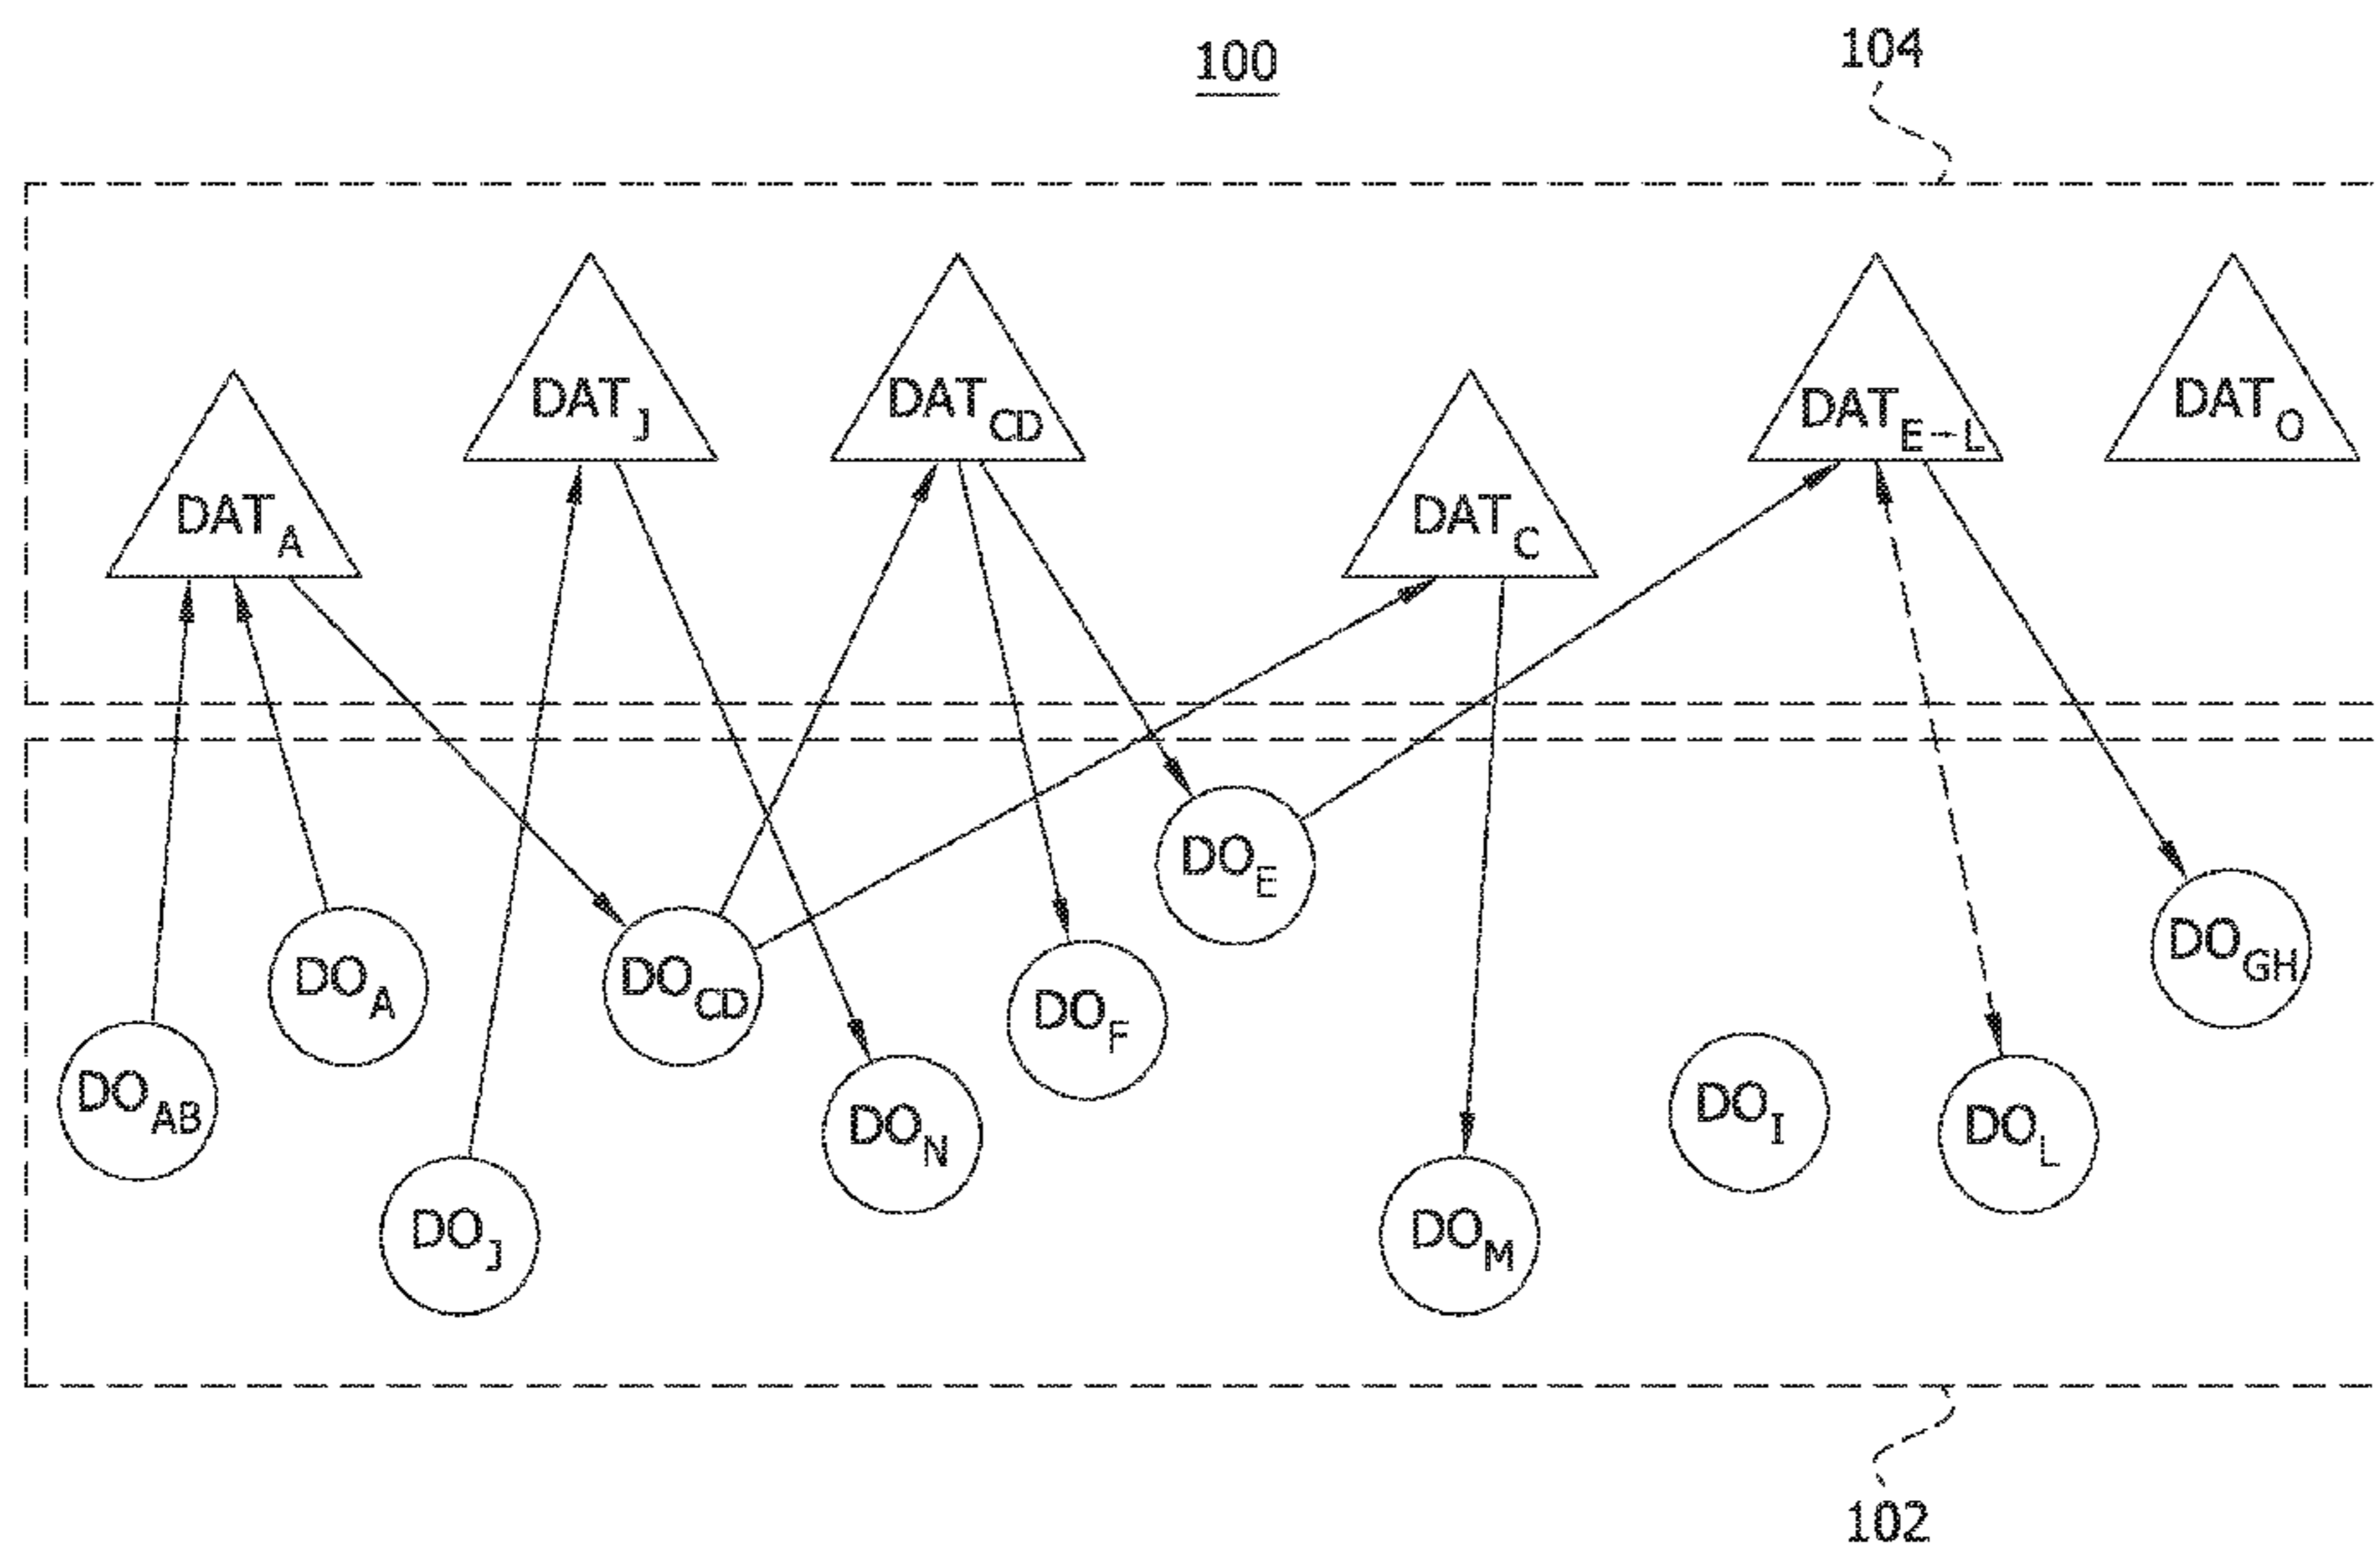 100
104
DAT_J
DAT_CD
DAT_E→L
DAT_O
DAT_A
DAT_C
DO_E
DO_GH
DO_A
DO_CD
DO_F
DO_AB
DO_N
DO_I
DO_L
DO_J
DO_M
102